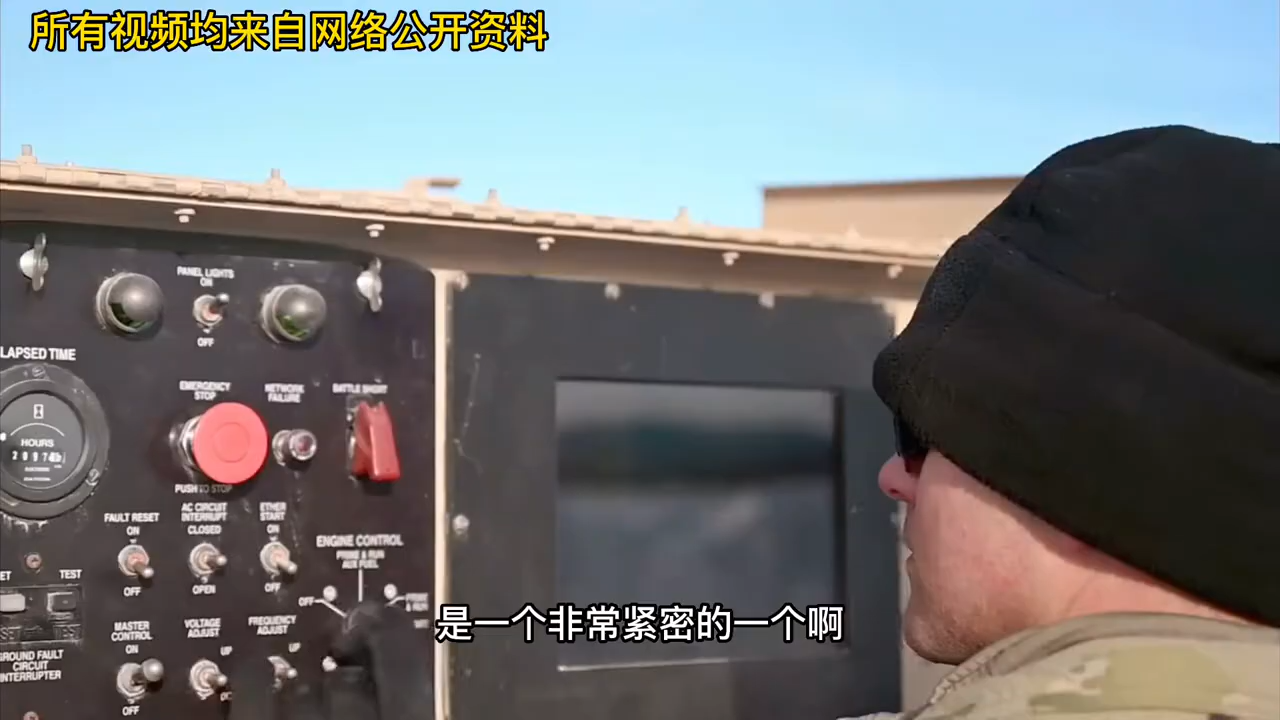 所有视频均来自网络公开资料
PANEL LIGHTS
ON
OFF
LAPSED TIME
HOURS
EMERGENCY
STOP
NETWORK
FAILURE
BATTLE SHORT
PUSH TO STOP
FAULT RESET
ON
OFF
AC CIRCUIT
INTERRUPT
CLOSED
OPEN
ETHER
START
ON
OFF
ENGINE CONTROL
PRIME & RUN
AUX FUEL
OFF
PRIME
& RUN
TEST
MASTER
CONTROL
ON
OFF
VOLTAGE
ADJUST
UP
FREQUENCY
ADJUST
UP
GROUND FAULT
CIRCUIT
INTERRUPTER
是一个非常紧密的一个啊